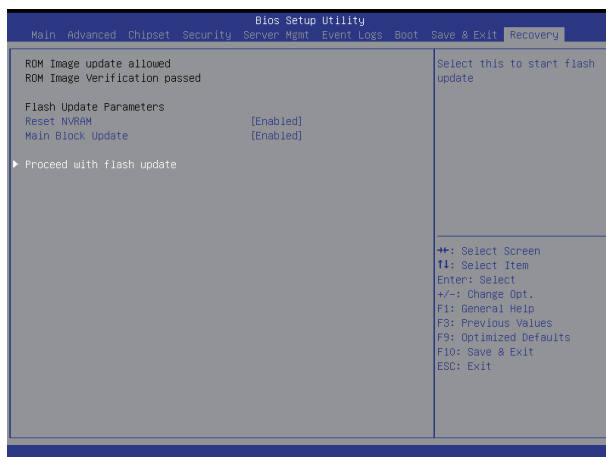 Bios Setup Utility
Main Advanced Chipset Security Server Mgmt Event Logs Boot Save & Exit Recovery
ROM Image update allowed
ROM Image Verification passed
Flash Update Parameters
Reset NVRAM [Enabled]
Main Block Update [Enabled]
Proceed with flash update
Select this to start flash
update
→←: Select Screen
↑↓: Select Item
Enter: Select
+/-: Change Opt.
F1: General Help
F3: Previous Values
F9: Optimized Defaults
F10: Save & Exit
ESC: Exit